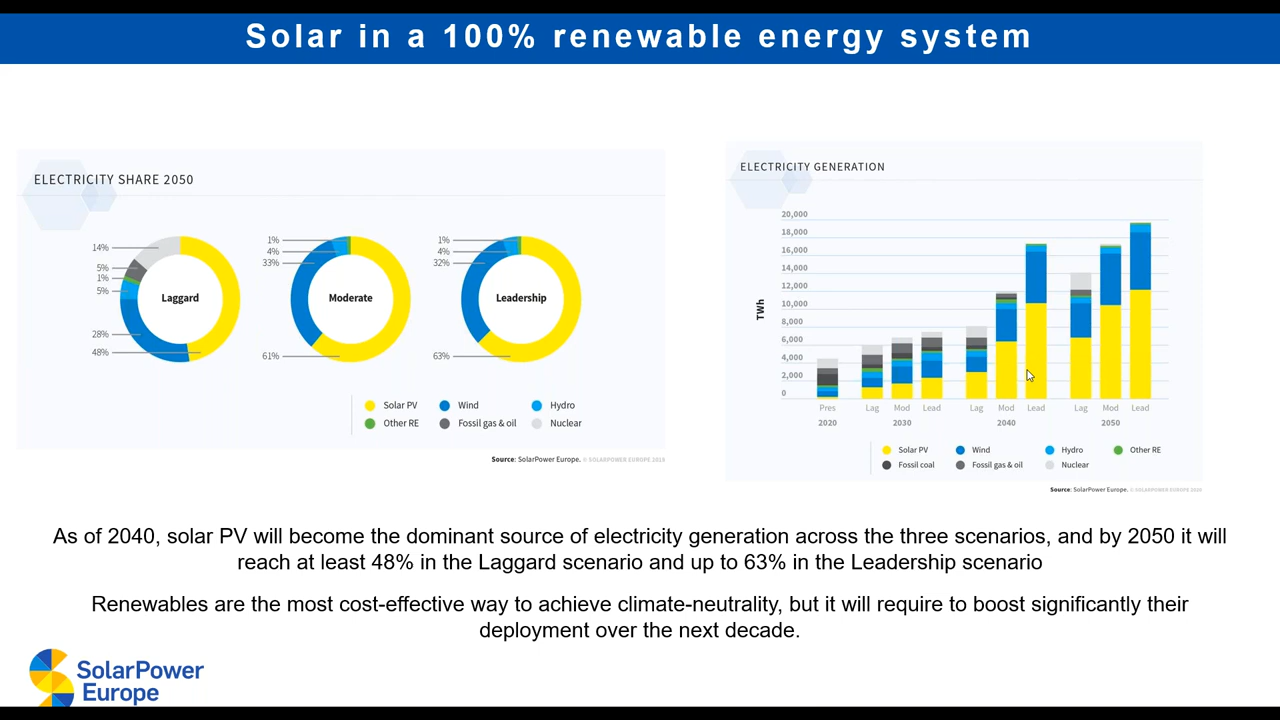 Solar in a 100% renewable energy system
ELECTRICITY SHARE 2050
14%
5%
1%
5%
28%
48%
Laggard
1%
4%
33%
61%
Moderate
1%
4%
32%
63%
Leadership
Solar PV Wind Hydro
Other RE Fossil gas & oil Nuclear
Source: SolarPower Europe. © SOLARPOWER EUROPE
ELECTRICITY GENERATION
TWh
20,000
18,000
16,000
14,000
12,000
10,000
8,000
6,000
4,000
2,000
0
Pres Lag Mod Lead Lag Mod Lead Lag Mod Lead
2020 2030 2040 2050
Solar PV Wind Hydro Other RE
Fossil coal Fossil gas & oil Nuclear
Source: SolarPower Europe. © SOLARPOWER EUROPE 2020
As of 2040, solar PV will become the dominant source of electricity generation across the three scenarios, and by 2050 it will
reach at least 48% in the Laggard scenario and up to 63% in the Leadership scenario
Renewables are the most cost-effective way to achieve climate-neutrality, but it will require to boost significantly their
deployment over the next decade.
SolarPower
Europe